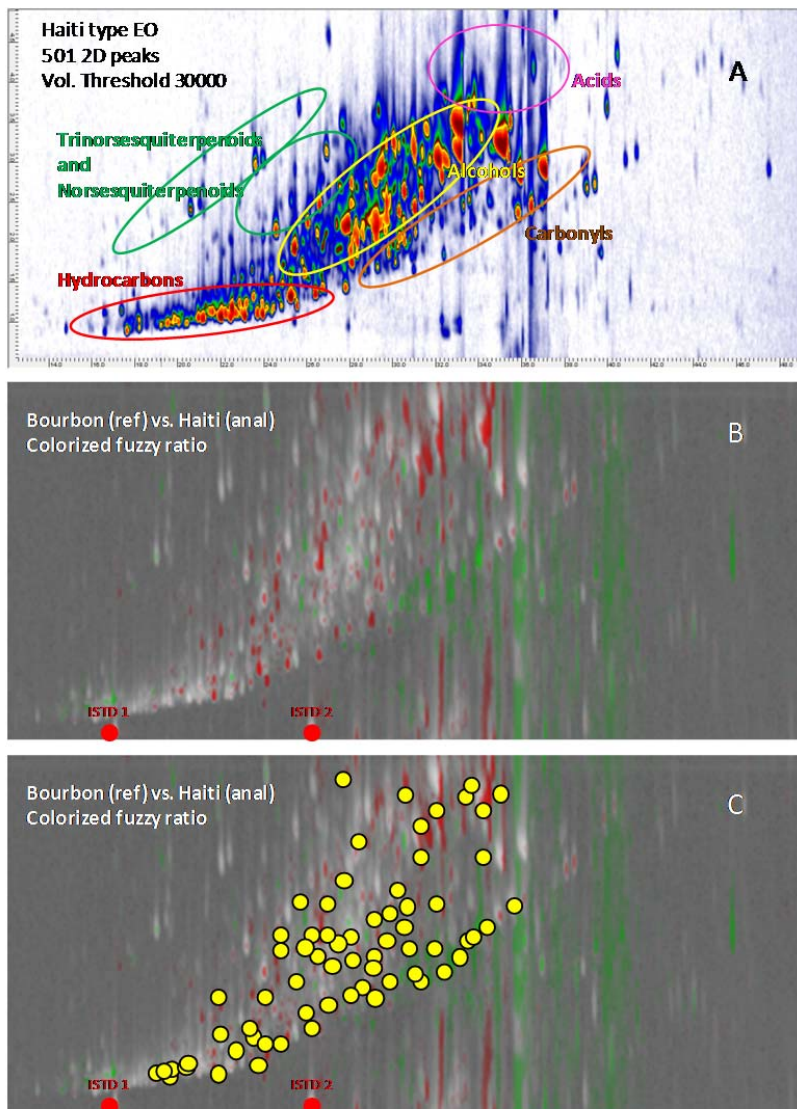 Haiti type EO
501 2D peaks
Vol. Threshold 30000
A
Acids
Trinorsesquiterpenoids
and
Norsesquiterpenoids
Alcohols
Carbonyls
Hydrocarbons
Bourbon (ref) vs. Haiti (anal)
Colorized fuzzy ratio
B
ISTD 1
ISTD 2
Bourbon (ref) vs. Haiti (anal)
Colorized fuzzy ratio
C
ISTD 1
ISTD 2